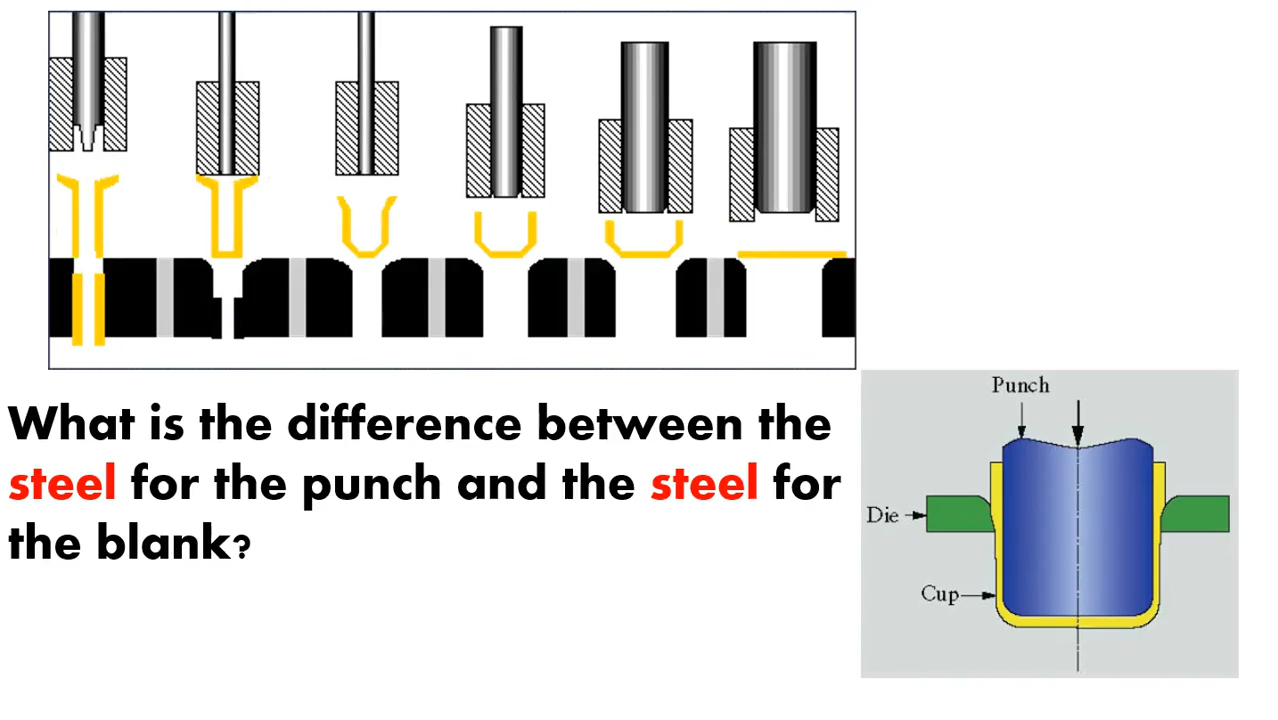 What is the difference between the
steel for the punch and the steel for
the blank?
Punch
Die
Cup